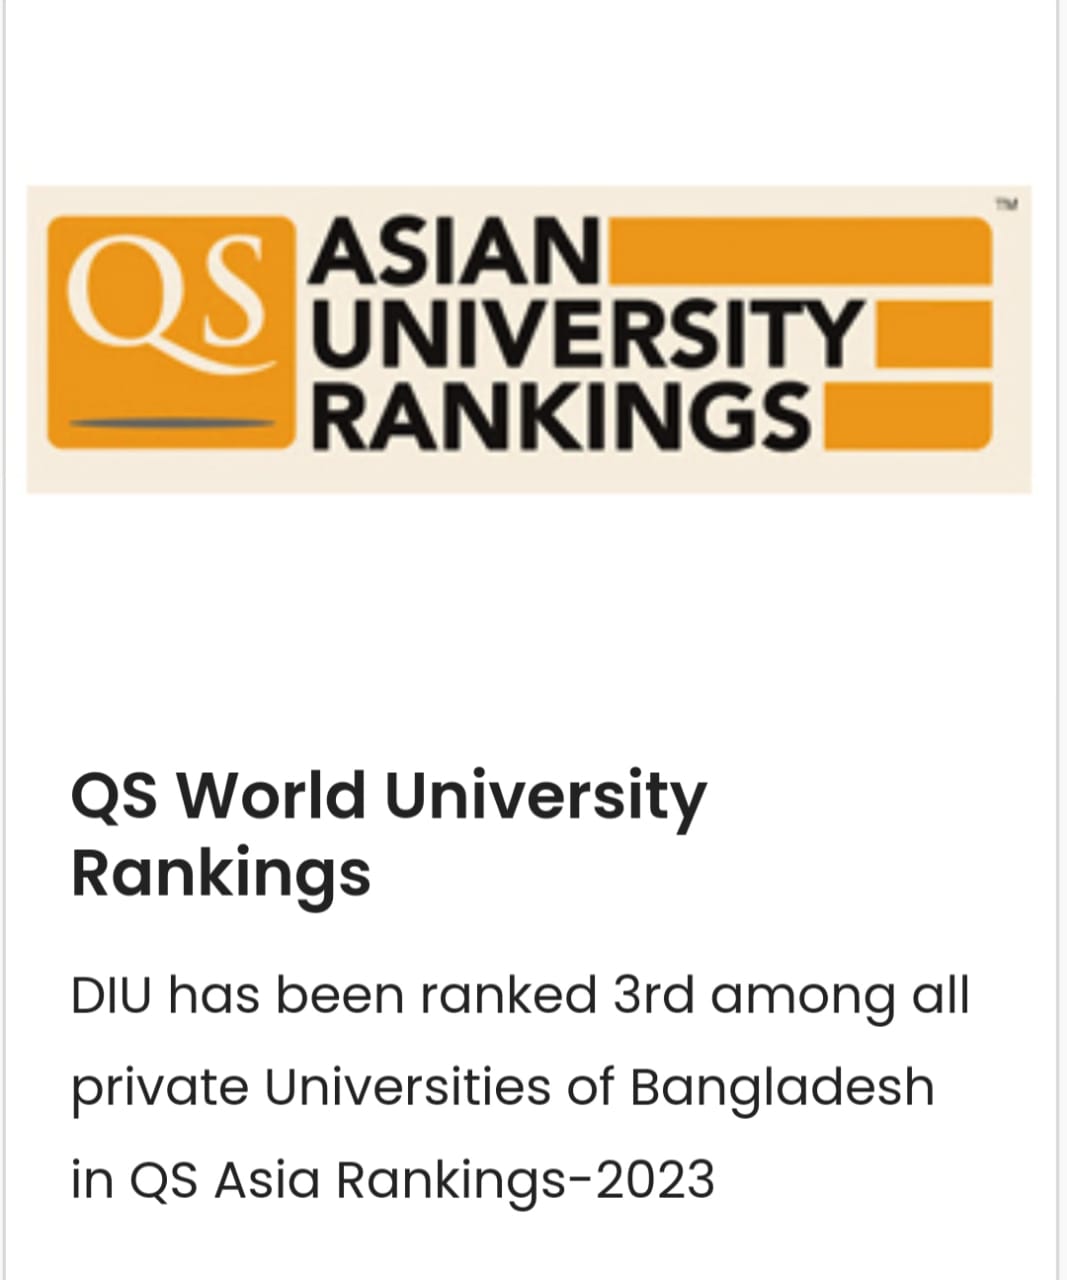 QS
ASIAN
UNIVERSITY
RANKINGS
TM
QS World University
Rankings
DIU has been ranked 3rd among all
private Universities of Bangladesh
in QS Asia Rankings-2023